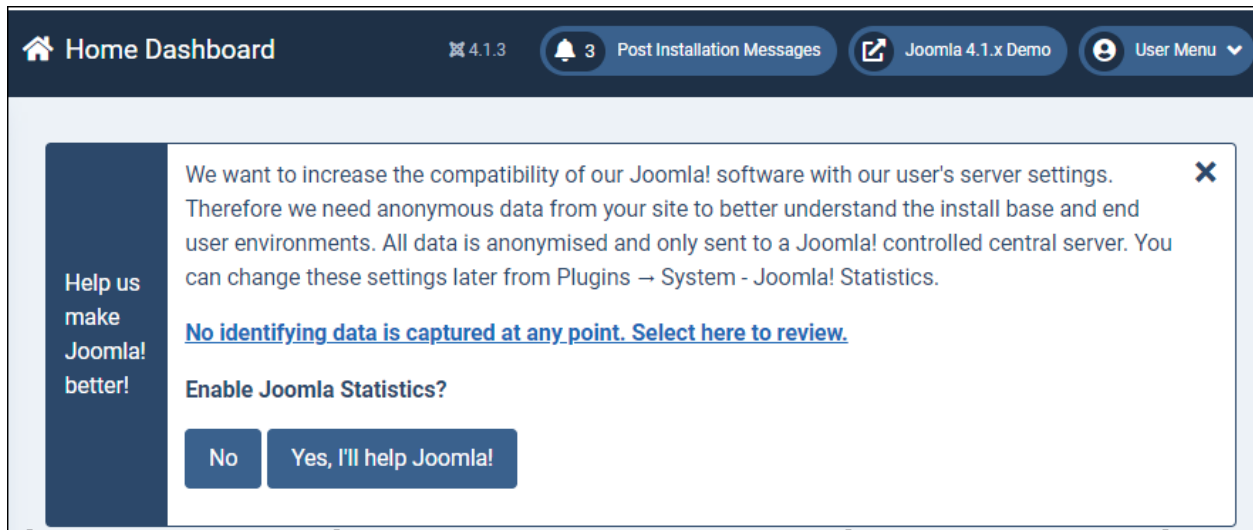 Home Dashboard
4.1.3
3 Post Installation Messages
Joomla 4.1.x Demo
User Menu
Help us
make
Joomla!
better!
We want to increase the compatibility of our Joomla! software with our user's server settings.
Therefore we need anonymous data from your site to better understand the install base and end
user environments. All data is anonymised and only sent to a Joomla! controlled central server. You
can change these settings later from Plugins → System - Joomla! Statistics.
No identifying data is captured at any point. Select here to review.
Enable Joomla Statistics?
No
Yes, I'll help Joomla!